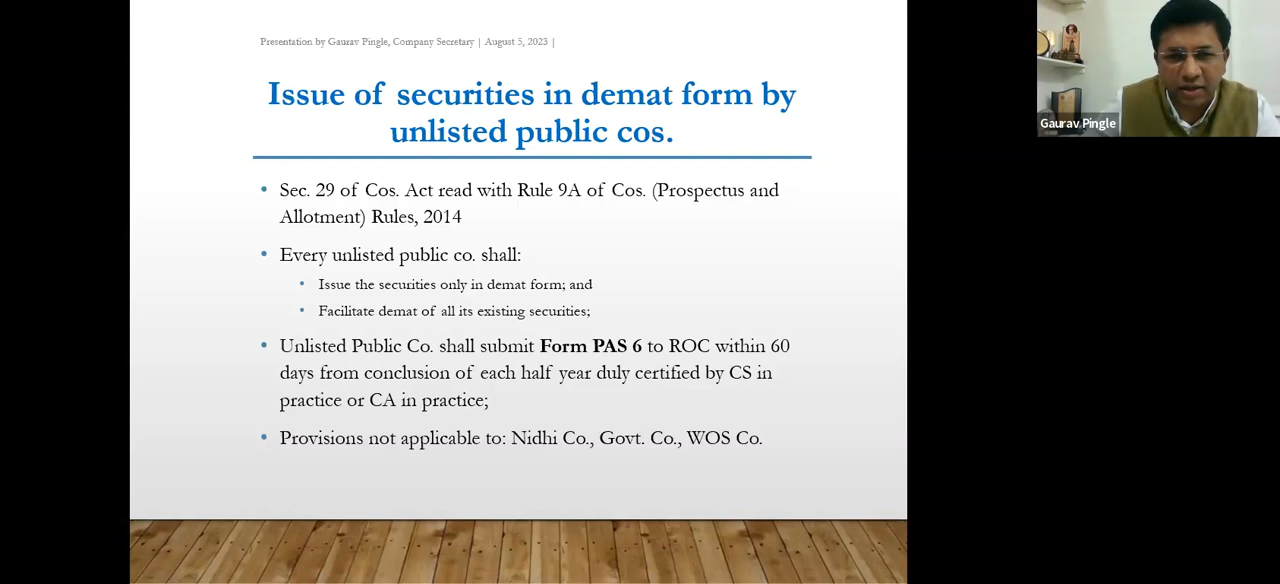 Presentation by Gaurav Pingle, Company Secretary | August 5, 2023 |
Issue of securities in demat form by
unlisted public cos.
• Sec. 29 of Cos. Act read with Rule 9A of Cos. (Prospectus and
Allotment) Rules, 2014
• Every unlisted public co. shall:
• Issue the securities only in demat form; and
• Facilitate demat of all its existing securities;
• Unlisted Public Co. shall submit Form PAS 6 to ROC within 60
days from conclusion of each half year duly certified by CS in
practice or CA in practice;
• Provisions not applicable to: Nidhi Co., Govt. Co., WOS Co.
Gaurav Pingle